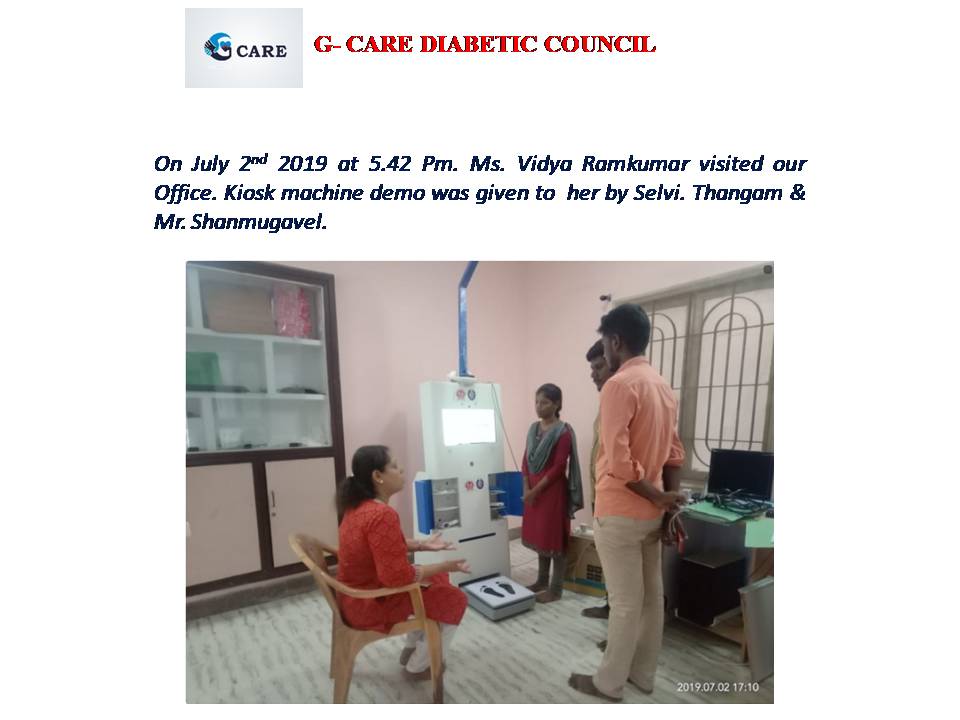 CARE
G- CARE DIABETIC COUNCIL
On July 2nd 2019 at 5.42 Pm. Ms. Vidya Ramkumar visited our
Office. Kiosk machine demo was given to her by Selvi. Thangam &
Mr. Shanmugavel.
2019.07.02 17:10